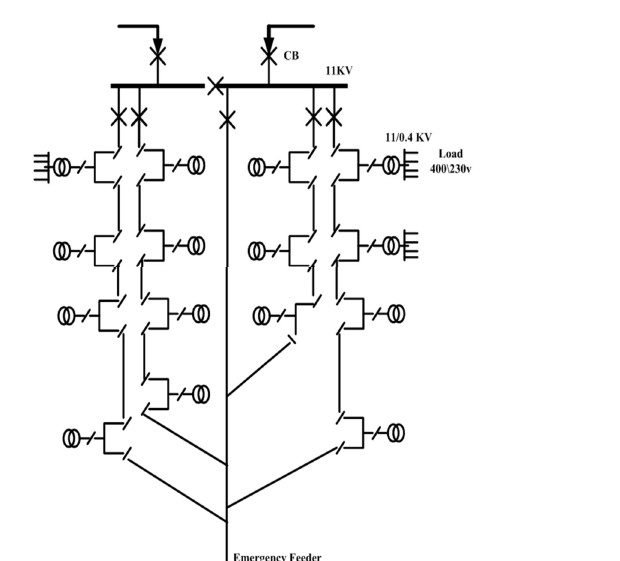 CB
11KV
11/0.4 KV
Load
400\230v
Emergency Feeder